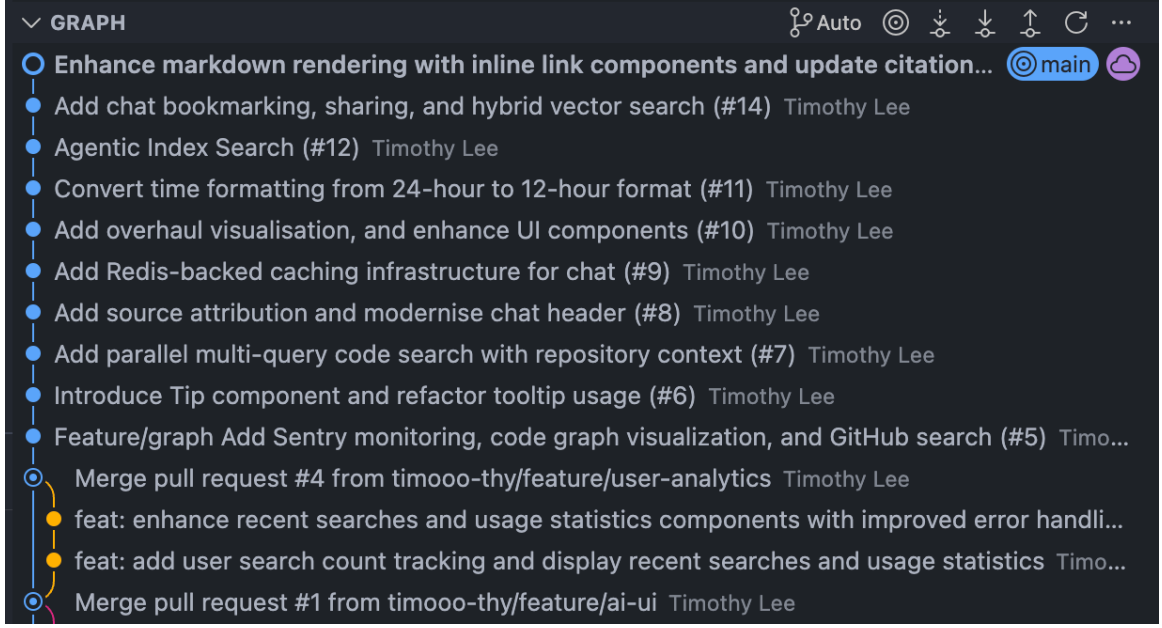 GRAPH Auto ...
Enhance markdown rendering with inline link components and update citation... main
Add chat bookmarking, sharing, and hybrid vector search (#14) Timothy Lee
Agentic Index Search (#12) Timothy Lee
Convert time formatting from 24-hour to 12-hour format (#11) Timothy Lee
Add overhaul visualisation, and enhance UI components (#10) Timothy Lee
Add Redis-backed caching infrastructure for chat (#9) Timothy Lee
Add source attribution and modernise chat header (#8) Timothy Lee
Add parallel multi-query code search with repository context (#7) Timothy Lee
Introduce Tip component and refactor tooltip usage (#6) Timothy Lee
Feature/graph Add Sentry monitoring, code graph visualization, and GitHub search (#5) Timo...
Merge pull request #4 from timooo-thy/feature/user-analytics Timothy Lee
feat: enhance recent searches and usage statistics components with improved error handli...
feat: add user search count tracking and display recent searches and usage statistics Timo...
Merge pull request #1 from timooo-thy/feature/ai-ui Timothy Lee